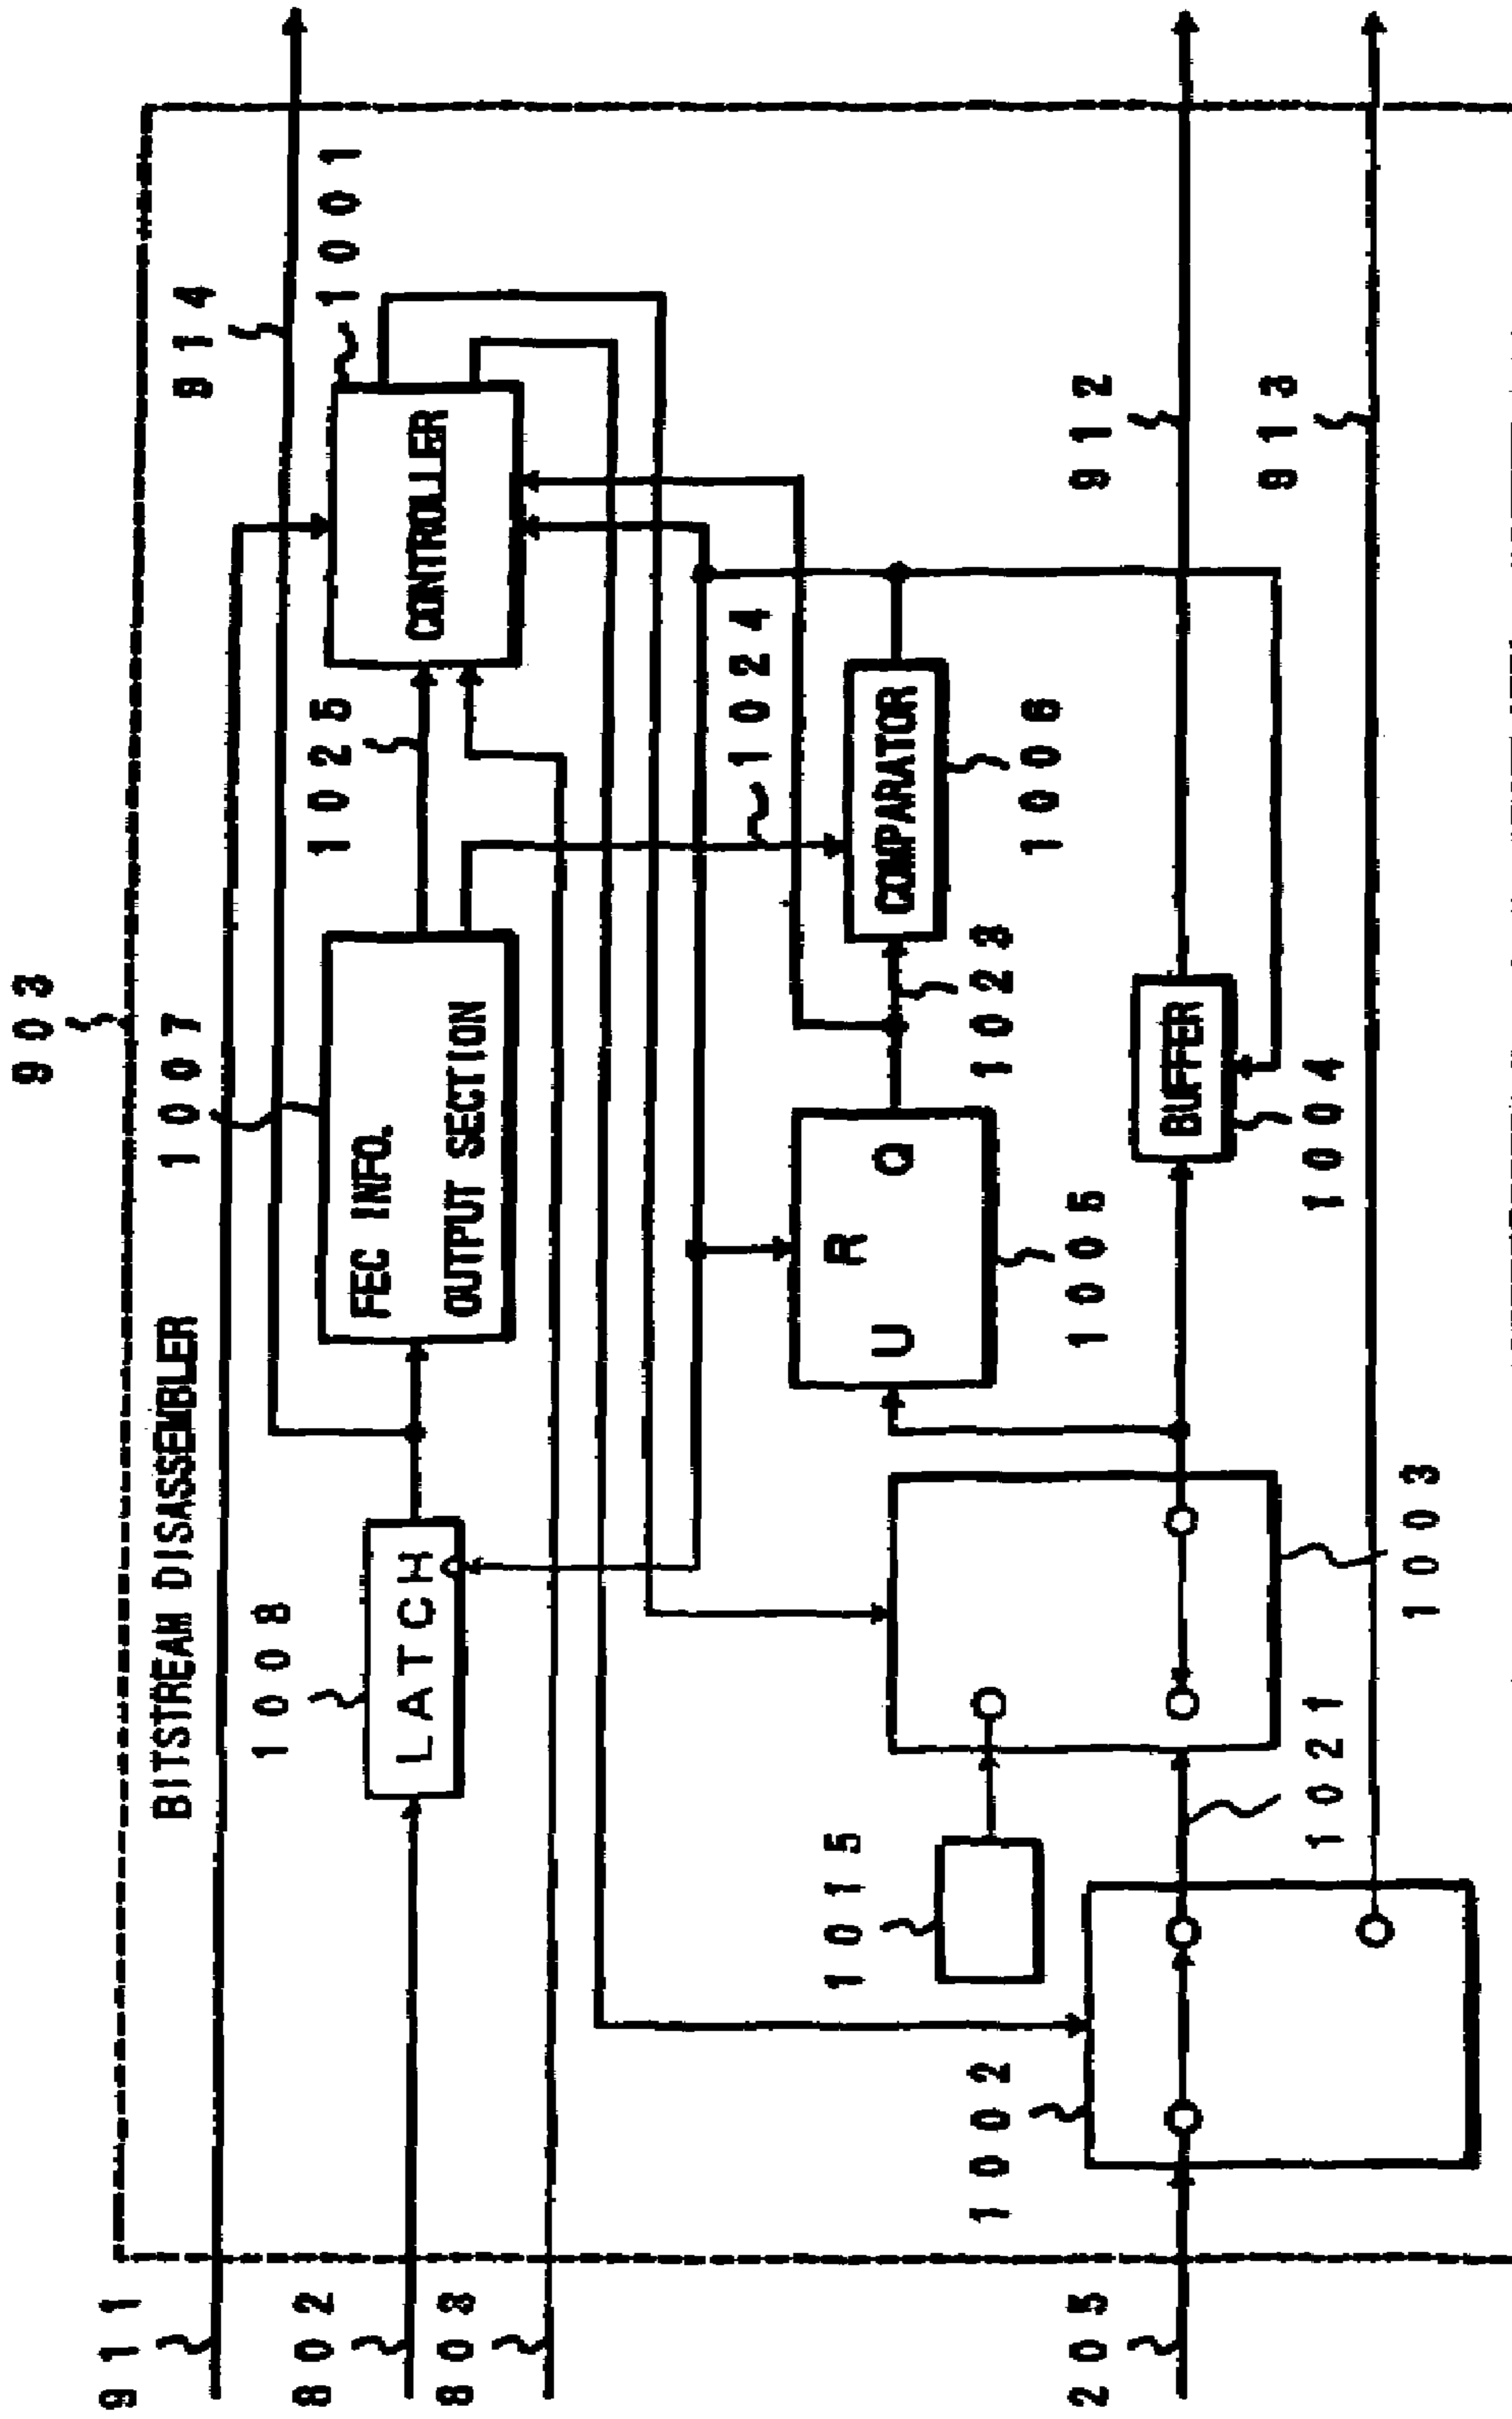 903
BITSTREAM DISASSEMBLER
911
1007
914
1008
1025
1001
802
LATCH
FEC INFO.
OUTPUT SECTION
CONTROLLER
803
1024
1015
U R Q
1023
COMPARATOR
1005
1006
1002
205
BUFFER
912
1021
1004
913
1003